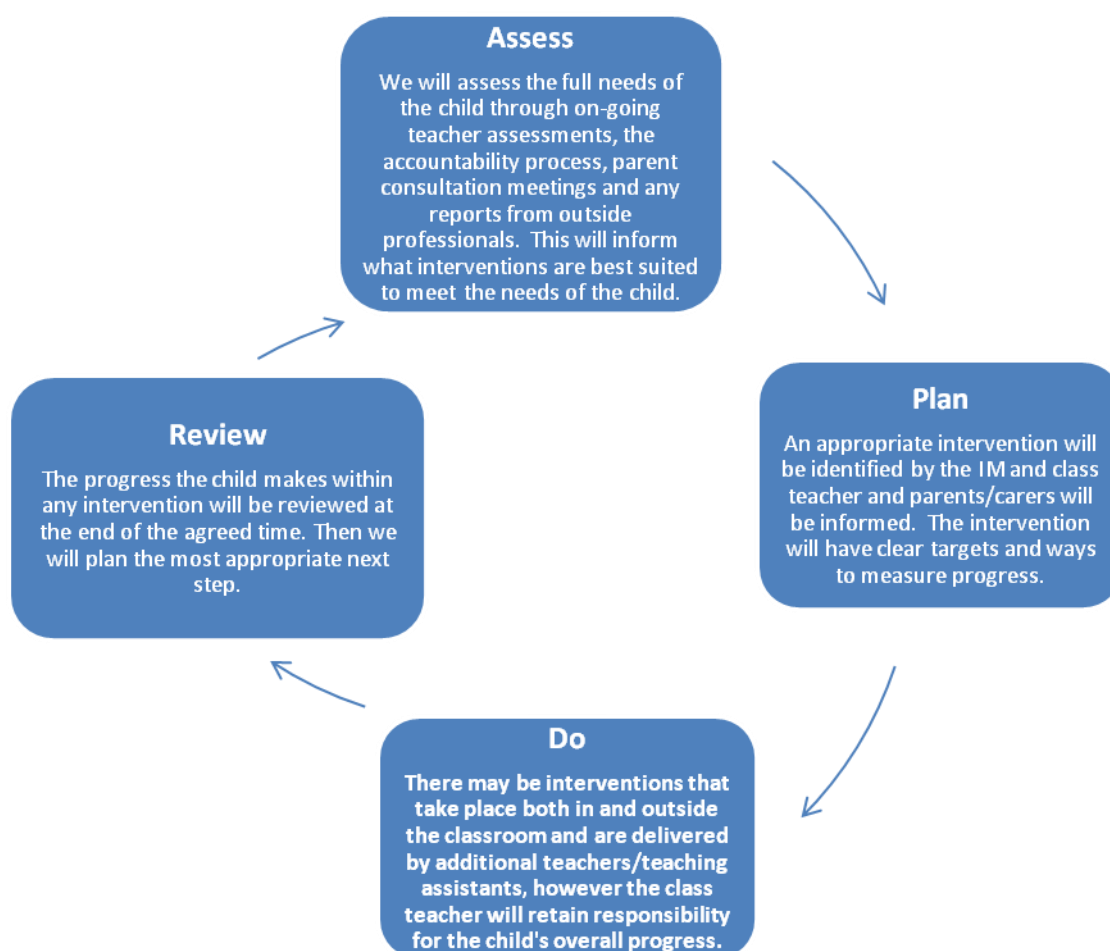 Assess
We will assess the full needs of
the child through on-going
teacher assessments, the
accountability process, parent
consultation meetings and any
reports from outside
professionals.  This will inform
what interventions are best suited
to meet the needs of the child.
Plan
An appropriate intervention will
be identified by the IM and class
teacher and parents/carers will
be informed.  The intervention
will have clear targets and ways
to measure progress.
Do
There may be interventions that
take place both in and outside
the classroom and are delivered
by additional teachers/teaching
assistants, however the class
teacher will retain responsibility
for the child's overall progress.
Review
The progress the child makes within
any intervention will be reviewed at
the end of the agreed time. Then we
will plan the most appropriate next
step.